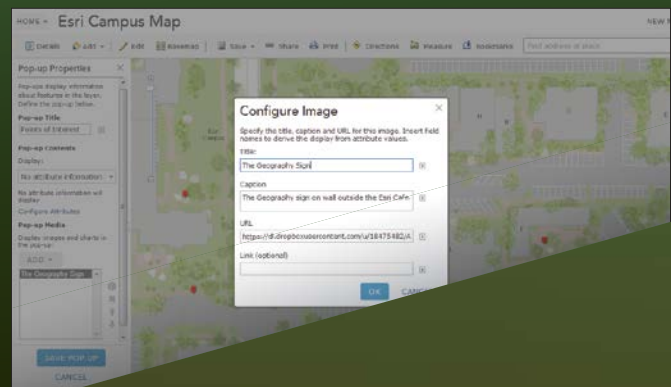 HOME Esri Campus Map
NEW
Details Add Edit Basemap Save Share Print Directions Measure Bookmarks Find address or place
Pop-up Properties
Pop-ups display information
about features in the layer.
Define the pop-up below.
Pop-up Title
Points of Interest
Pop-up Contents
Display:
No attribute information
No attribute information will
display
Configure Attributes
Pop-up Media
Display images and charts in
the pop-up:
ADD
The Geography Sign
SAVE POP-UP
CANCEL
Configure Image
Specify the title, caption and URL for this image. Insert field
names to derive the display from attribute values.
Title:
The Geography Sign
Caption
The Geography sign on wall outside the Esri Cafe.
URL
https://dl.dropboxusercontent.com/u/18475482/A
Link (optional)
OK